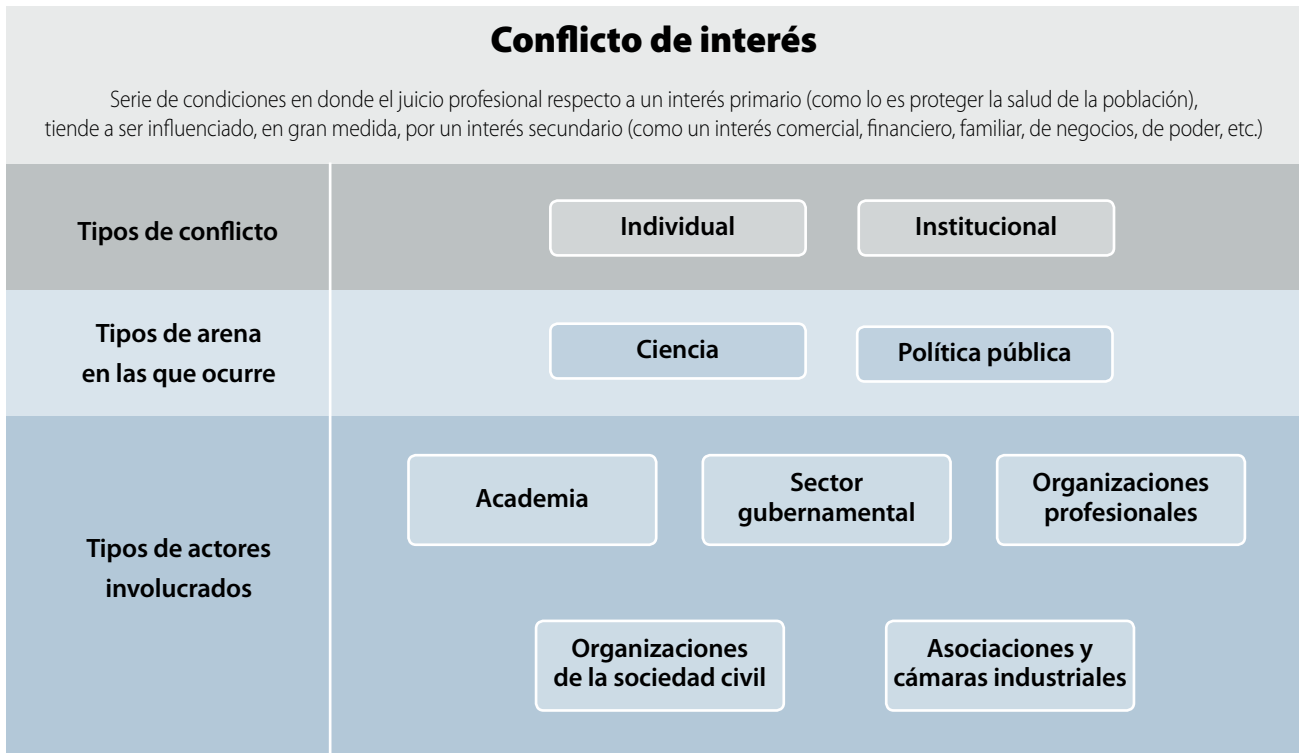 Conflicto de interés
Serie de condiciones en donde el juicio profesional respecto a un interés primario (como lo es proteger la salud de la población),
tiende a ser influenciado, en gran medida, por un interés secundario (como un interés comercial, financiero, familiar, de negocios, de poder, etc.)
Tipos de conflicto
Individual
Institucional
Tipos de arena
en las que ocurre
Ciencia
Política pública
Tipos de actores
involucrados
Academia
Sector
gubernamental
Organizaciones
profesionales
Organizaciones
de la sociedad civil
Asociaciones y
cámaras industriales